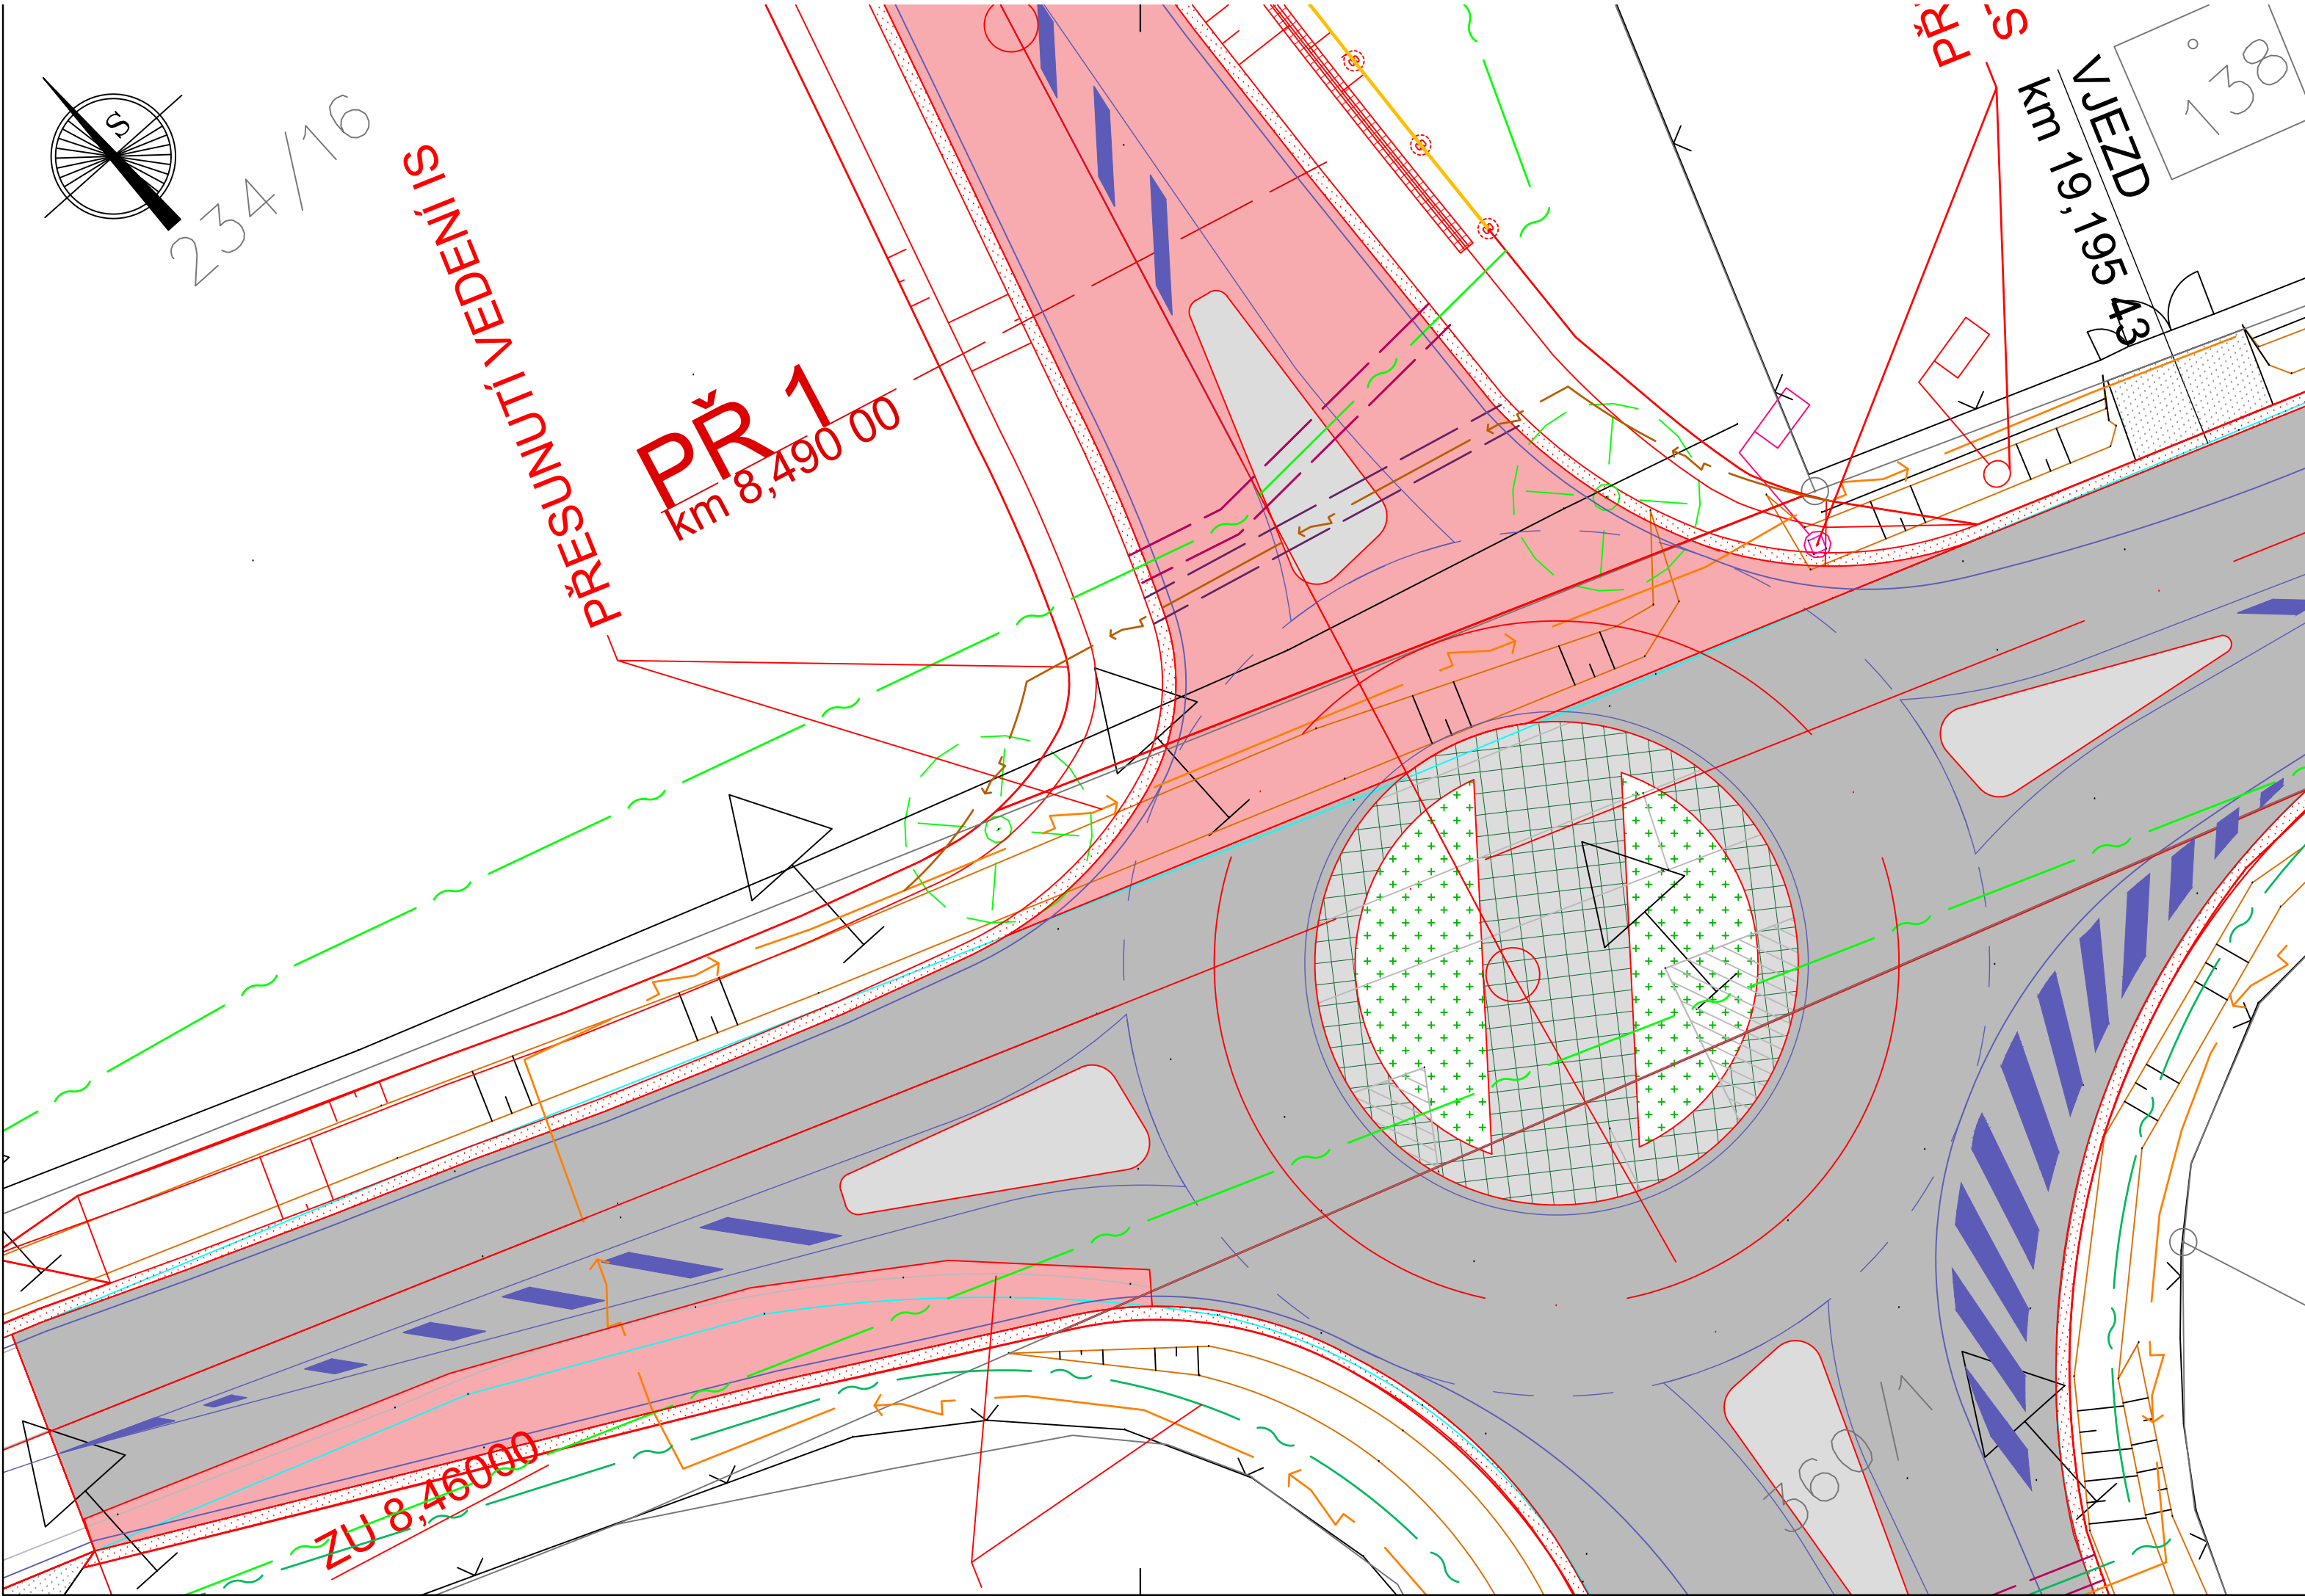 S
234/16
PŘESUNUTÍ VEDENÍ IS
PŘ 1
km 8,490 00
PŘ
S
VJEZD
km 19,195 43
138
ZU 8,46000
360/1